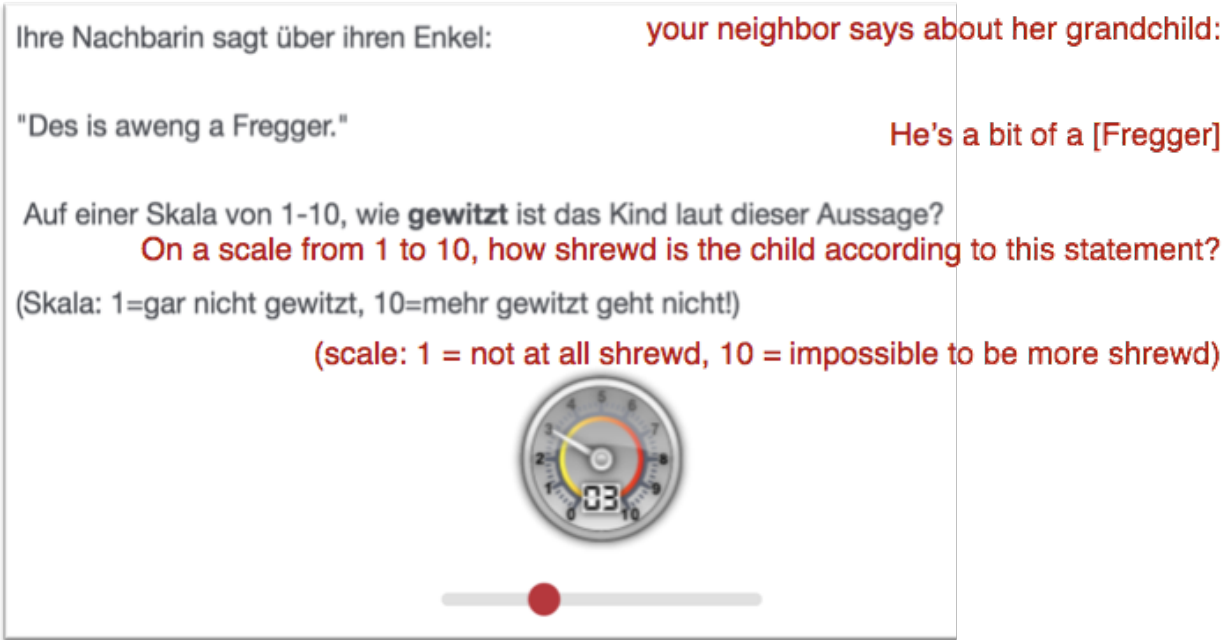 Ihre Nachbarin sagt über ihren Enkel:
your neighbor says about her grandchild:
"Des is aweng a Fregger."
He's a bit of a [Fregger]
Auf einer Skala von 1-10, wie gewitzt ist das Kind laut dieser Aussage?
On a scale from 1 to 10, how shrewd is the child according to this statement?
(Skala: 1=gar nicht gewitzt, 10=mehr gewitzt geht nicht!)
(scale: 1 = not at all shrewd, 10 = impossible to be more shrewd)
0 1 2 3 4 5 6 7 8 9 10
03